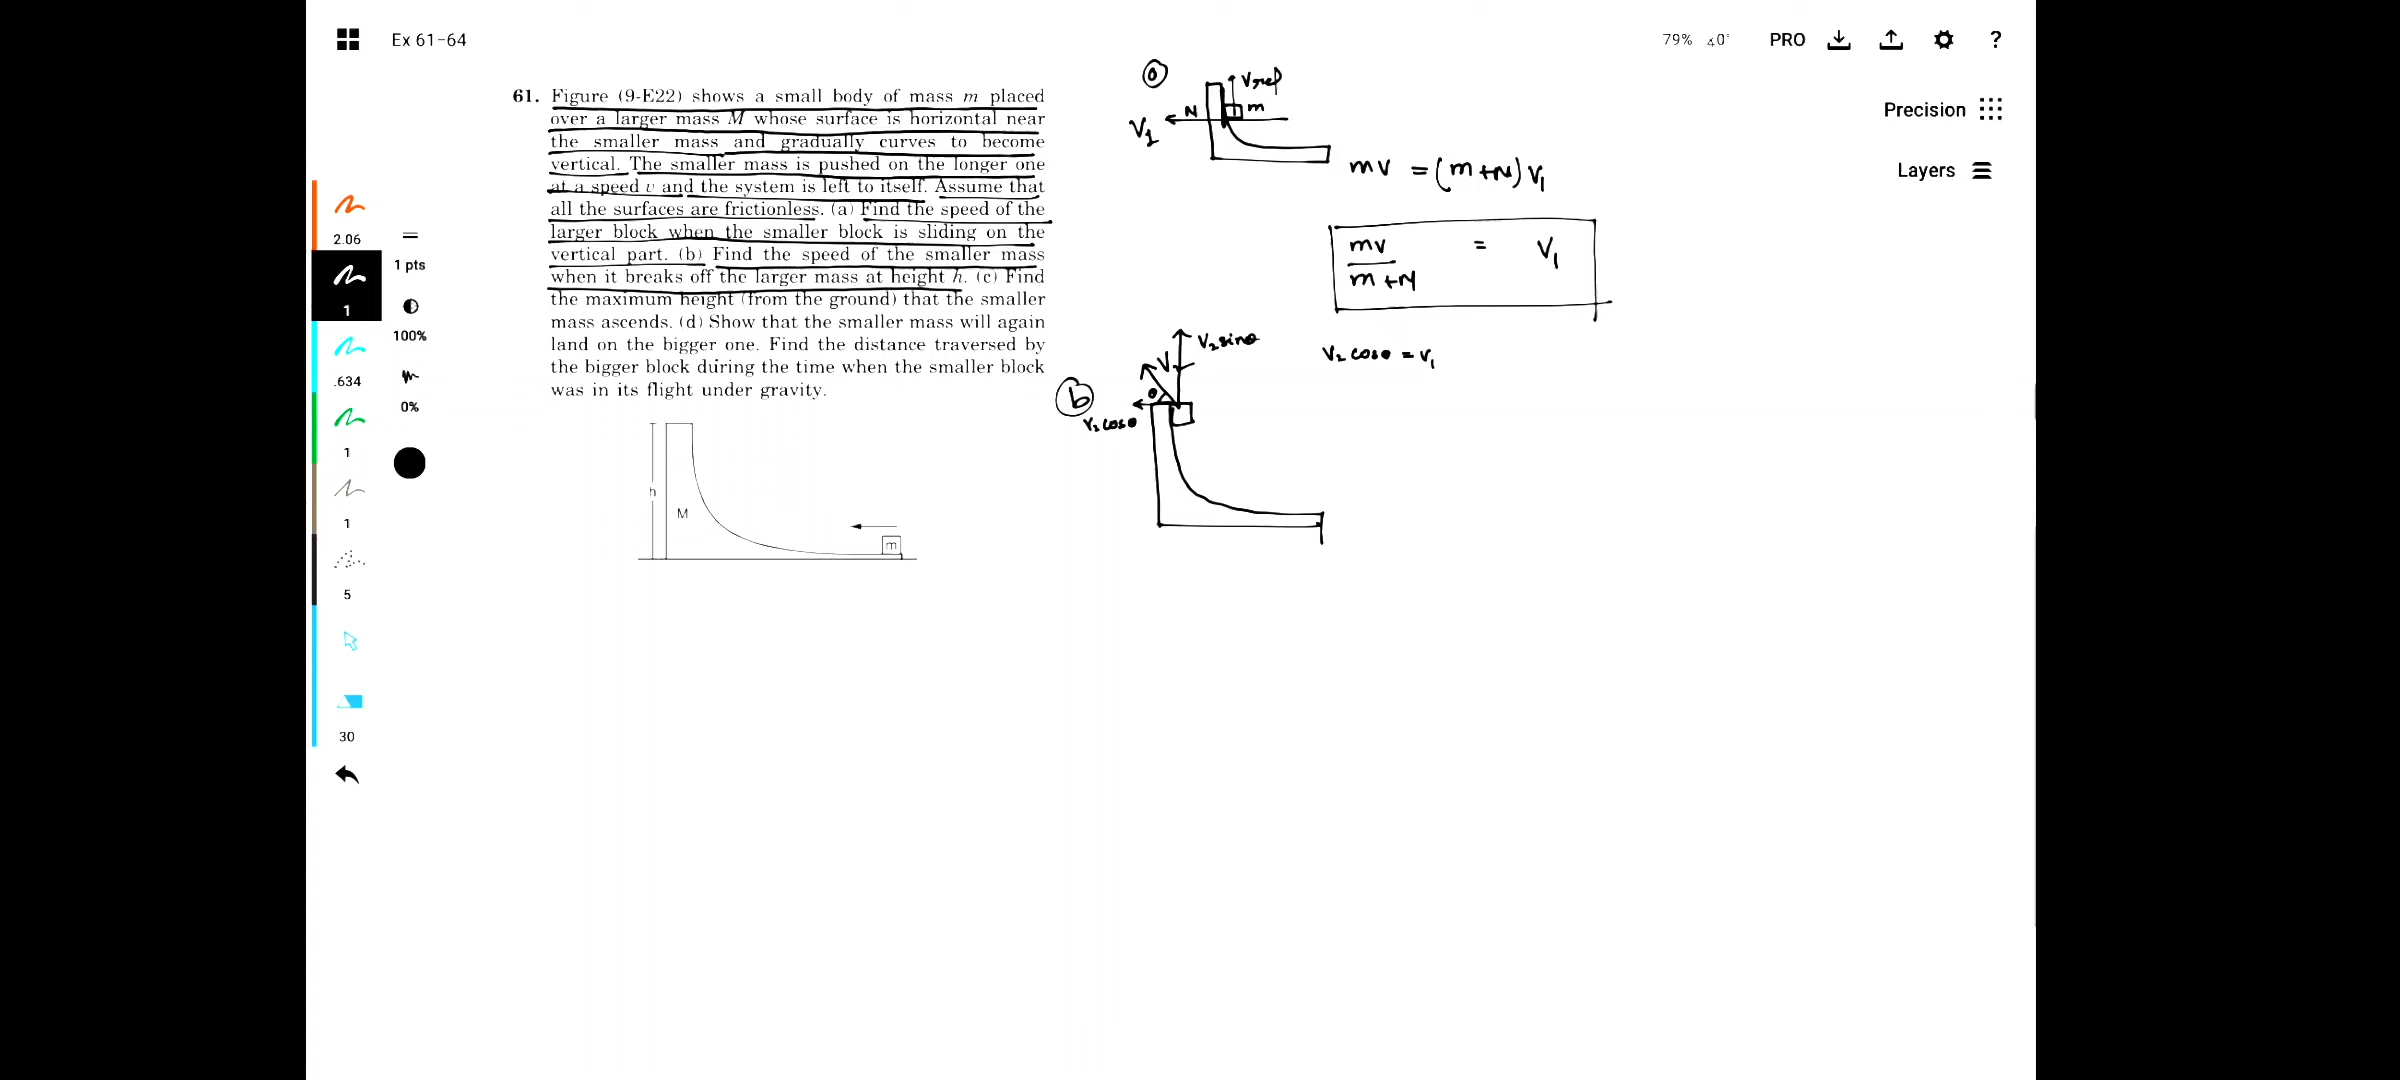 Ex 61-64
79% 40°
PRO
?
Precision
Layers
2.06
1
1 pts
100%
.634
0%
1
1
5
30
61. Figure (9-E22) shows a small body of mass m placed
over a larger mass M whose surface is horizontal near
the smaller mass and gradually curves to become
vertical. The smaller mass is pushed on the longer one
at a speed v and the system is left to itself. Assume that
all the surfaces are frictionless. (a) Find the speed of the
larger block when the smaller block is sliding on the
vertical part. (b) Find the speed of the smaller mass
when it breaks off the larger mass at height h. (c) Find
the maximum height (from the ground) that the smaller
mass ascends. (d) Show that the smaller mass will again
land on the bigger one. Find the distance traversed by
the bigger block during the time when the smaller block
was in its flight under gravity.
h
M
m
Vrel
M
m
V1
mv = (m+M) V1
mv = V1
m+M
V2 sinθ
V2 cosθ = V1
V2
θ
b
V2 cosθ